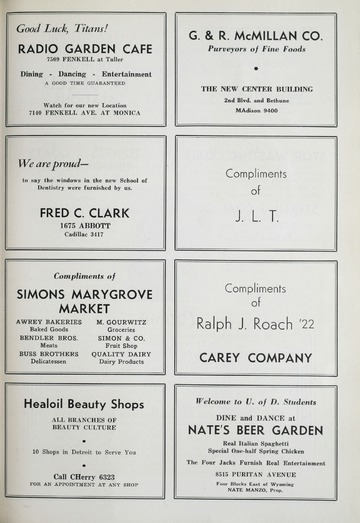 Good Luck, Titans!
RADIO GARDEN CAFE
7509 FENKELL at Tuller
Dining - Dancing - Entertainment
A GOOD TIME GUARANTEED
Watch for our new Location
7140 FENKELL AVE. AT MONICA
G. & R. McMILLAN CO.
Purveyors of Fine Foods
THE NEW CENTER BUILDING
2nd Blvd. and Bethune
MAdison 9400
We are proud—
to say the windows in the new School of
Dentistry were furnished by us.
FRED C. CLARK
1675 ABBOTT
Cadillac 3417
Compliments
of
J. L. T.
Compliments of
SIMONS MARYGROVE
MARKET
AWREY BAKERIES
Baked Goods
BENDLER BROS.
Meats
BUSS BROTHERS
Delicatessen
M. GOURWITZ
Groceries
SIMON & CO.
Fruit Shop
QUALITY DAIRY
Dairy Products
Compliments
of
Ralph J. Roach '22
CAREY COMPANY
Healoil Beauty Shops
ALL BRANCHES OF
BEAUTY CULTURE
10 Shops in Detroit to Serve You
Call CHerry 6323
FOR AN APPOINTMENT AT ANY SHOP
Welcome to U. of D. Students
DINE and DANCE at
NATE'S BEER GARDEN
Real Italian Spaghetti
Special One-half Spring Chicken
The Four Jacks Furnish Real Entertainment
8515 PURITAN AVENUE
Four Blocks East of Wyoming
NATE MANZO, Prop.